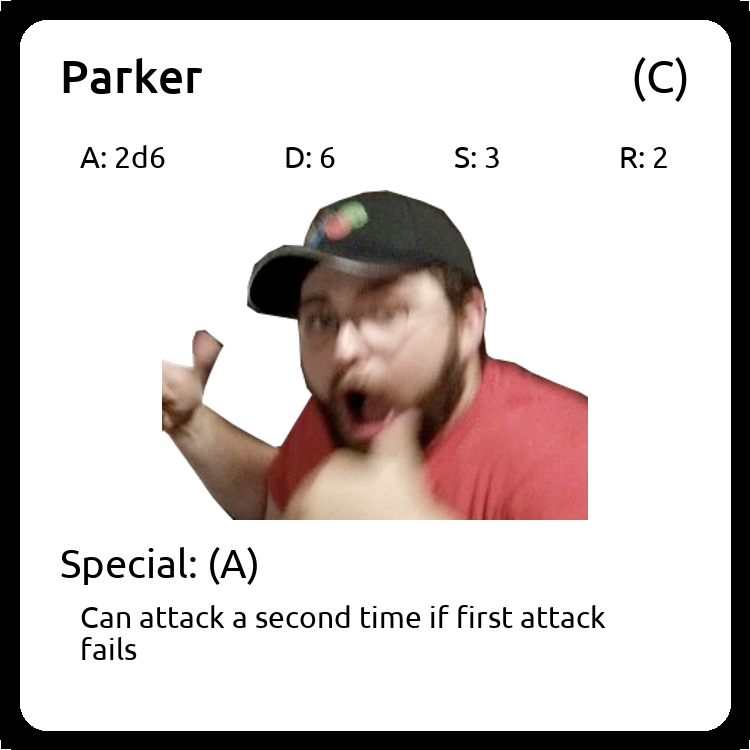 Parker (C)
A: 2d6 D: 6 S: 3 R: 2
Special: (A)
Can attack a second time if first attack
fails